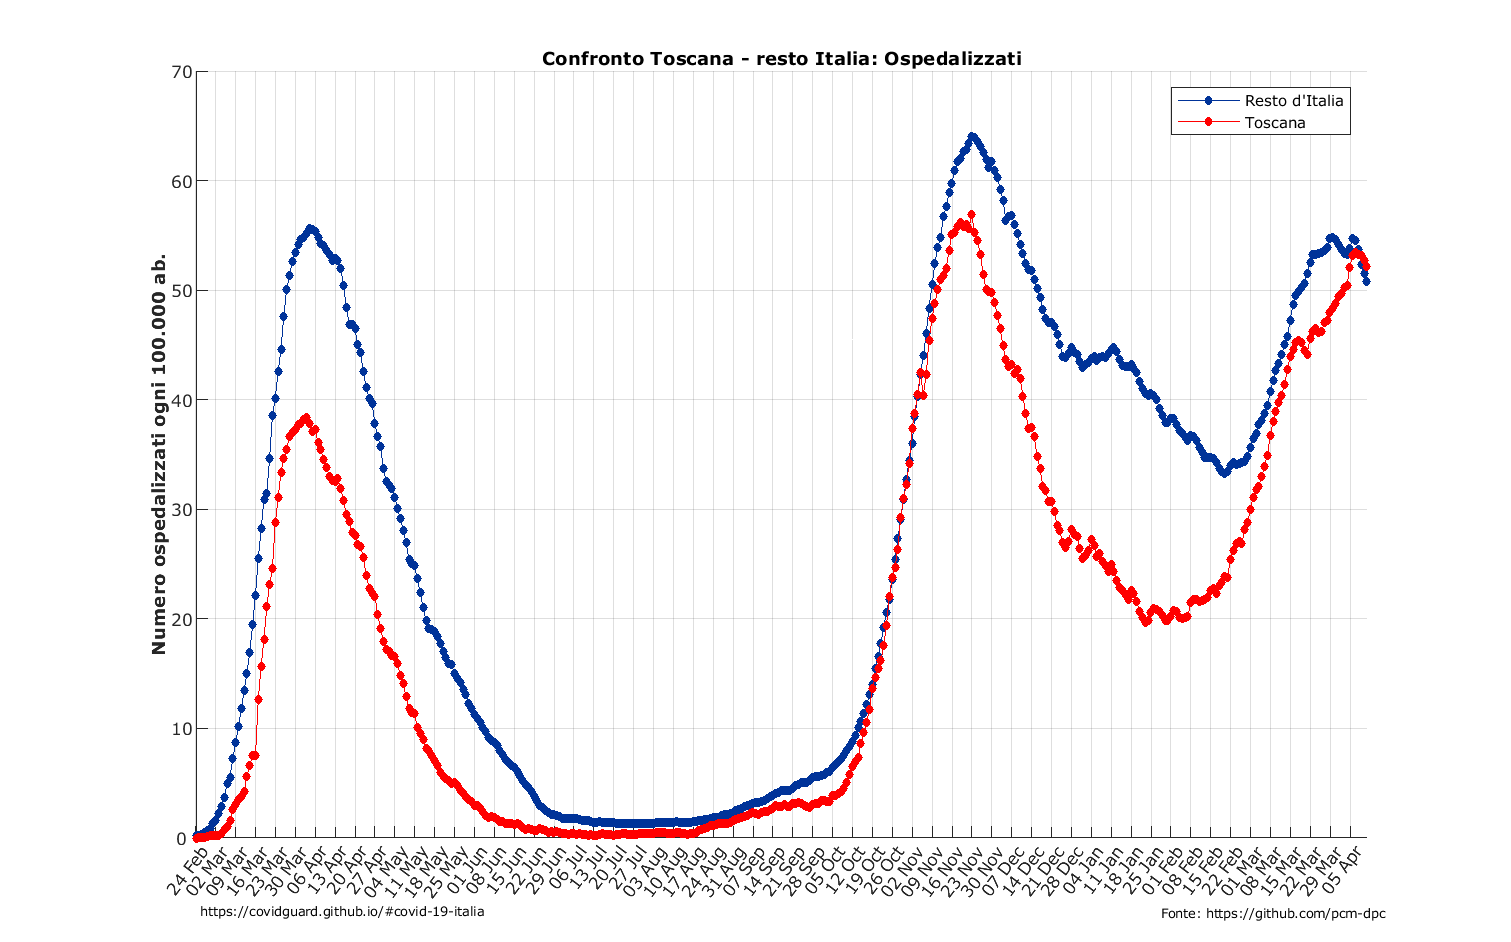 Confronto Toscana - resto Italia: Ospedalizzati
Resto d'Italia
Toscana
Numero ospedalizzati ogni 100.000 ab.
70
60
50
40
30
20
10
0
24 Feb
02 Mar
09 Mar
16 Mar
23 Mar
30 Mar
06 Apr
13 Apr
20 Apr
27 Apr
04 May
11 May
18 May
25 May
01 Jun
08 Jun
15 Jun
22 Jun
29 Jun
06 Jul
13 Jul
20 Jul
27 Jul
03 Aug
10 Aug
17 Aug
24 Aug
31 Aug
07 Sep
14 Sep
21 Sep
28 Sep
05 Oct
12 Oct
19 Oct
26 Oct
02 Nov
09 Nov
16 Nov
23 Nov
30 Nov
07 Dec
14 Dec
21 Dec
28 Dec
04 Jan
11 Jan
18 Jan
25 Jan
01 Feb
08 Feb
15 Feb
22 Feb
01 Mar
08 Mar
15 Mar
22 Mar
29 Mar
05 Apr
https://covidguard.github.io/#covid-19-italia
Fonte: https://github.com/pcm-dpc